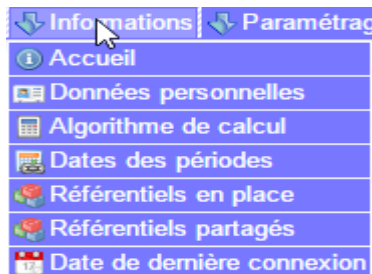 Informations Paramétrag
Accueil
Données personnelles
Algorithme de calcul
Dates des périodes
Référentiels en place
Référentiels partagés
Date de dernière connexion